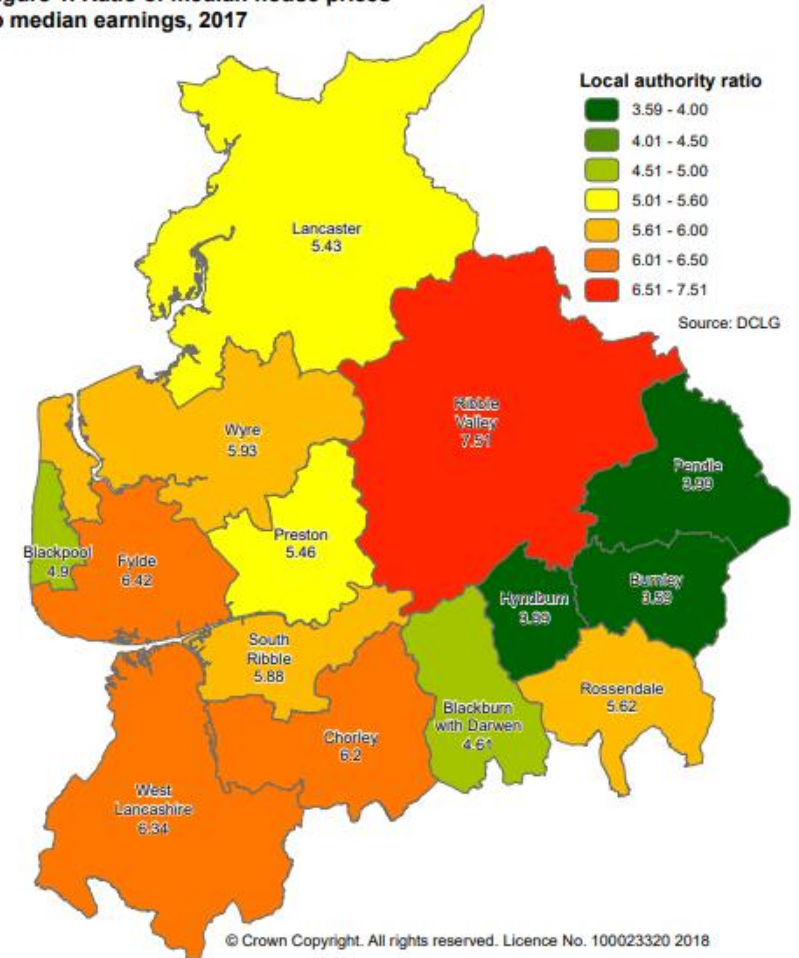 to median earnings, 2017
Local authority ratio
3.59 - 4.00
4.01 - 4.50
4.51 - 5.00
5.01 - 5.60
5.61 - 6.00
6.01 - 6.50
6.51 - 7.51
Source: DCLG
Lancaster
5.43
Ribble
Valley
7.51
Wyre
5.93
Pendle
3.99
Preston
5.46
Blackpool
4.9
Fylde
6.42
Hyndburn
3.99
Burnley
3.59
South
Ribble
5.88
Rossendale
5.62
Blackburn
with Darwen
4.61
Chorley
6.2
West
Lancashire
6.34
© Crown Copyright. All rights reserved. Licence No. 100023320 2018